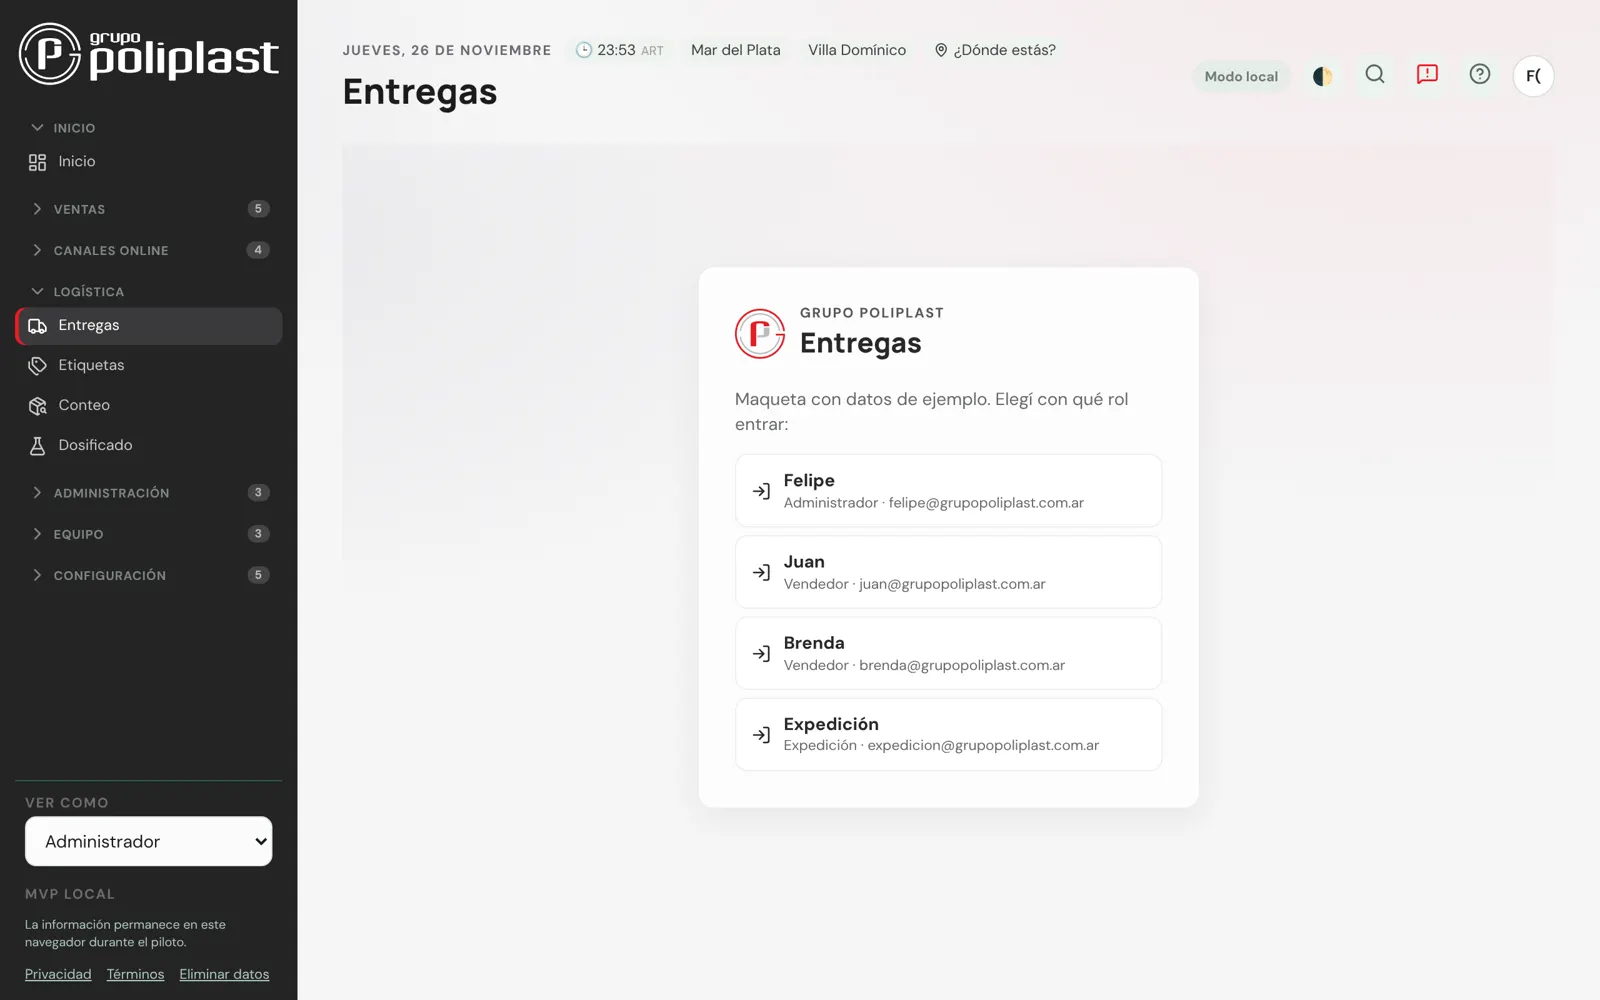 grupo
poliplast
INICIO
Inicio
VENTAS 5
CANALES ONLINE 4
LOGÍSTICA
Entregas
Etiquetas
Conteo
Dosificado
ADMINISTRACIÓN 3
EQUIPO 3
CONFIGURACIÓN 5
VER COMO
Administrador
MVP LOCAL
La información permanece en este
navegador durante el piloto.
Privacidad Términos Eliminar datos
JUEVES, 26 DE NOVIEMBRE 23:53 ART Mar del Plata Villa Domínico ¿Dónde estás?
Entregas
Modo local
F(
GRUPO POLIPLAST
Entregas
Maqueta con datos de ejemplo. Elegí con qué rol
entrar:
Felipe
Administrador · felipe@grupopoliplast.com.ar
Juan
Vendedor · juan@grupopoliplast.com.ar
Brenda
Vendedor · brenda@grupopoliplast.com.ar
Expedición
Expedición · expedicion@grupopoliplast.com.ar